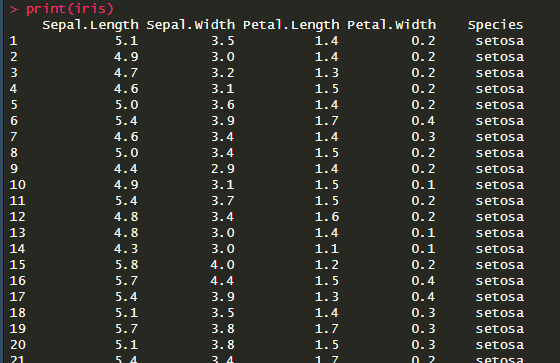 > print(iris)
Sepal.Length Sepal.Width Petal.Length Petal.Width Species
1 5.1 3.5 1.4 0.2 setosa
2 4.9 3.0 1.4 0.2 setosa
3 4.7 3.2 1.3 0.2 setosa
4 4.6 3.1 1.5 0.2 setosa
5 5.0 3.6 1.4 0.2 setosa
6 5.4 3.9 1.7 0.4 setosa
7 4.6 3.4 1.4 0.3 setosa
8 5.0 3.4 1.5 0.2 setosa
9 4.4 2.9 1.4 0.2 setosa
10 4.9 3.1 1.5 0.1 setosa
11 5.4 3.7 1.5 0.2 setosa
12 4.8 3.4 1.6 0.2 setosa
13 4.8 3.0 1.4 0.1 setosa
14 4.3 3.0 1.1 0.1 setosa
15 5.8 4.0 1.2 0.2 setosa
16 5.7 4.4 1.5 0.4 setosa
17 5.4 3.9 1.3 0.4 setosa
18 5.1 3.5 1.4 0.3 setosa
19 5.7 3.8 1.7 0.3 setosa
20 5.1 3.8 1.5 0.3 setosa
21 5.4 3.4 1.7 0.2 setosa